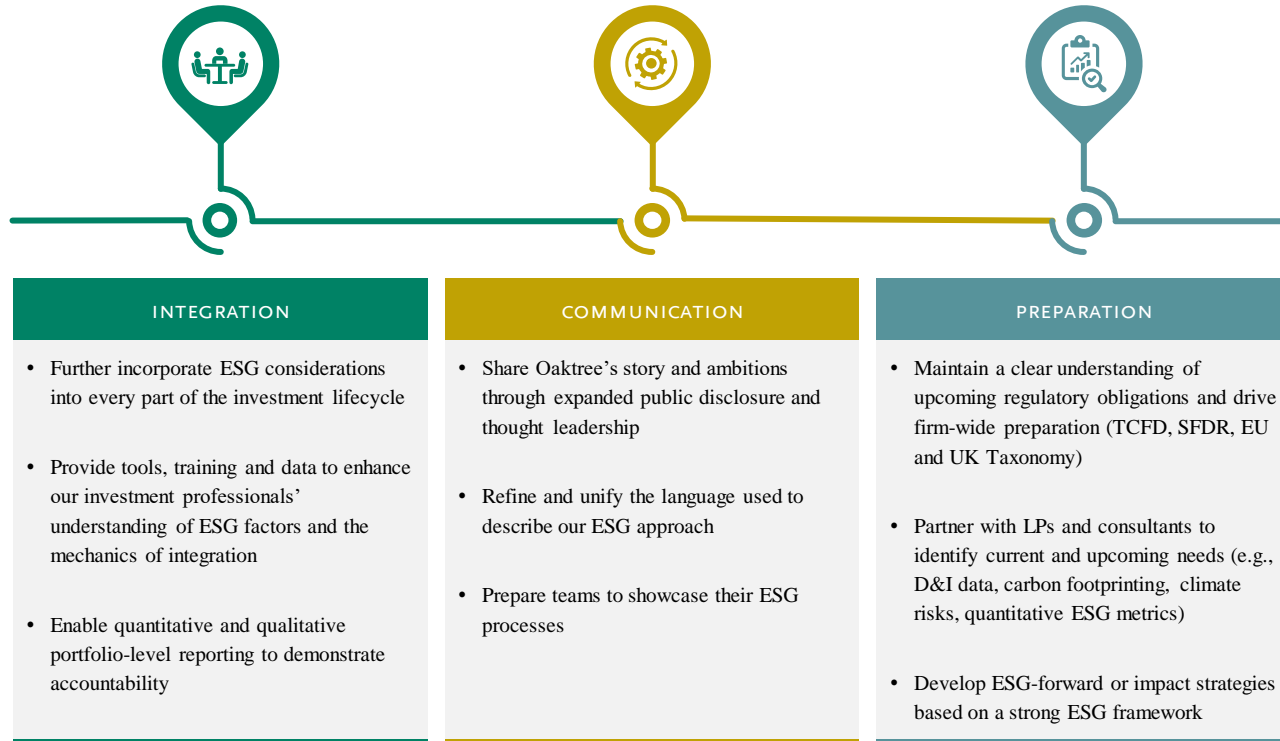 INTEGRATION
• Further incorporate ESG considerations
into every part of the investment lifecycle
• Provide tools, training and data to enhance
our investment professionals’
understanding of ESG factors and the
mechanics of integration
• Enable quantitative and qualitative
portfolio-level reporting to demonstrate
accountability
COMMUNICATION
• Share Oaktree’s story and ambitions
through expanded public disclosure and
thought leadership
• Refine and unify the language used to
describe our ESG approach
• Prepare teams to showcase their ESG
processes
PREPARATION
• Maintain a clear understanding of
upcoming regulatory obligations and drive
firm-wide preparation (TCFD, SFDR, EU
and UK Taxonomy)
• Partner with LPs and consultants to
identify current and upcoming needs (e.g.,
D&I data, carbon footprinting, climate
risks, quantitative ESG metrics)
• Develop ESG-forward or impact strategies
based on a strong ESG framework